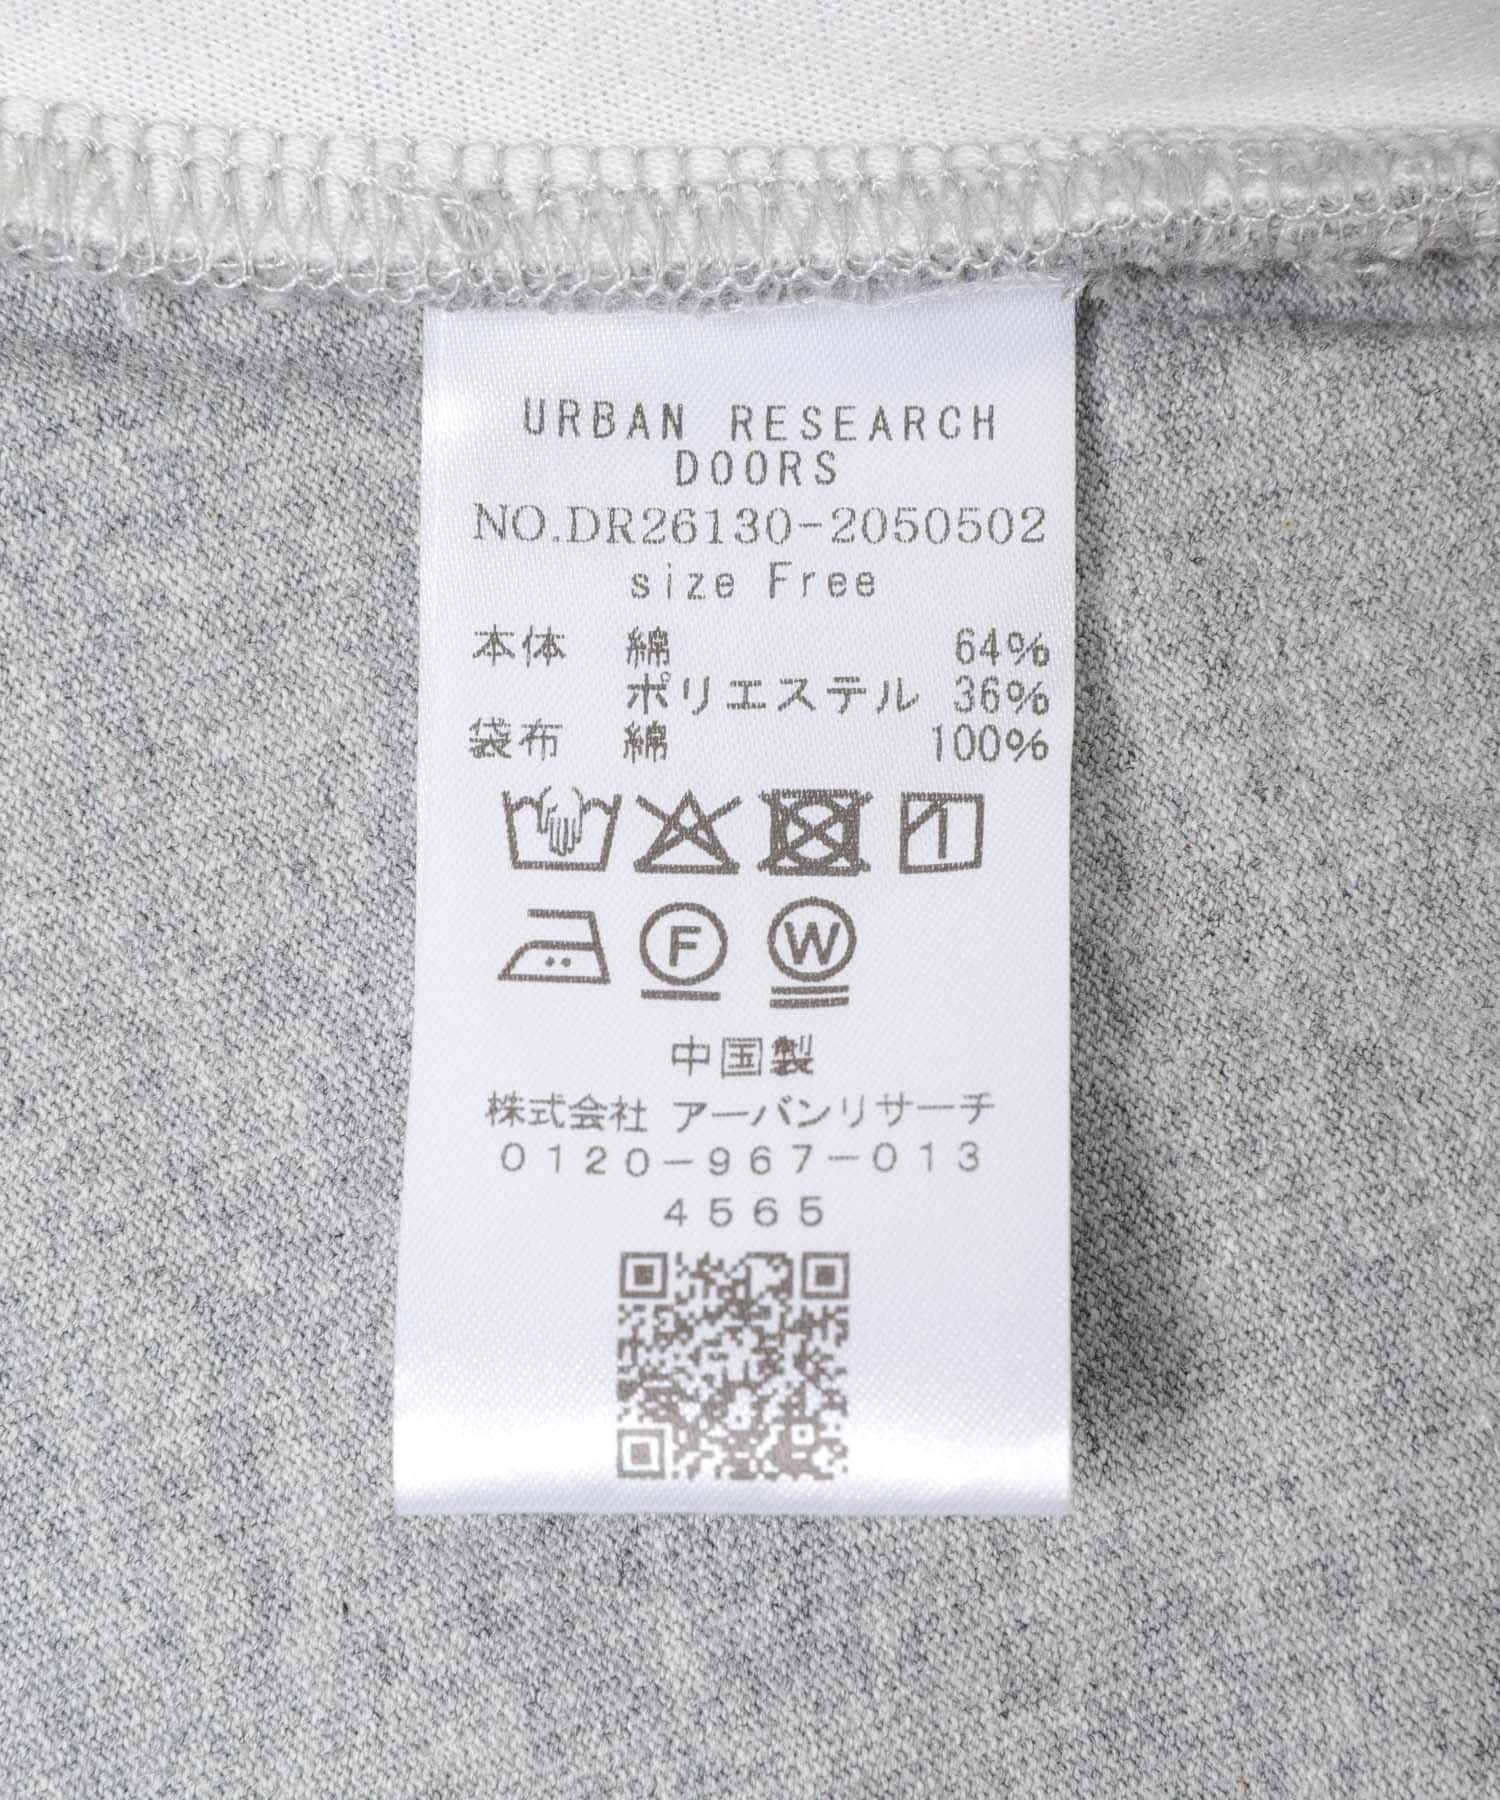 URBAN RESEARCH
DOORS
NO.DR26130-2050502
size Free
本体 綿 64%
ポリエステル 36%
袋布 綿 100%
F W
中国製
株式会社 アーバンリサーチ
0120-967-013
4565